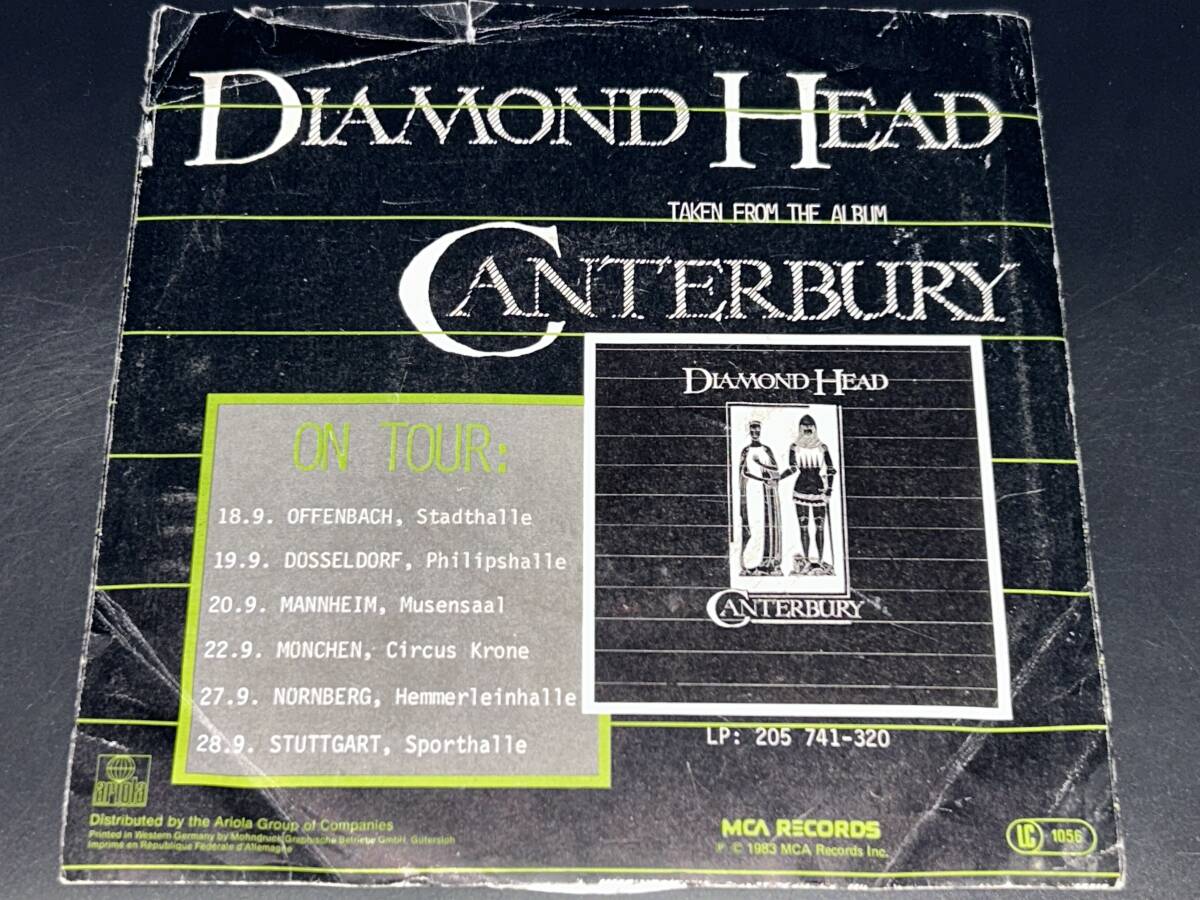 DIAMOND HEAD
TAKEN FROM THE ALBUM
CANTERBURY
ON TOUR:
18.9. OFFENBACH, Stadthalle
19.9. DÜSSELDORF, Philipshalle
20.9. MANNHEIM, Musensaal
22.9. MÜNCHEN, Circus Krone
27.9. NÜRNBERG, Hemmerleinhalle
28.9. STUTTGART, Sporthalle
DIAMOND HEAD
CANTERBURY
LP: 205 741-320
ariola
Distributed by the Ariola Group of Companies
Printed in Western Germany by Mohndruck Graphische Betriebe GmbH, Gütersloh
Imprimé en République Fédérale d'Allemagne
MCA RECORDS
℗ © 1983 MCA Records Inc.
LC 1056